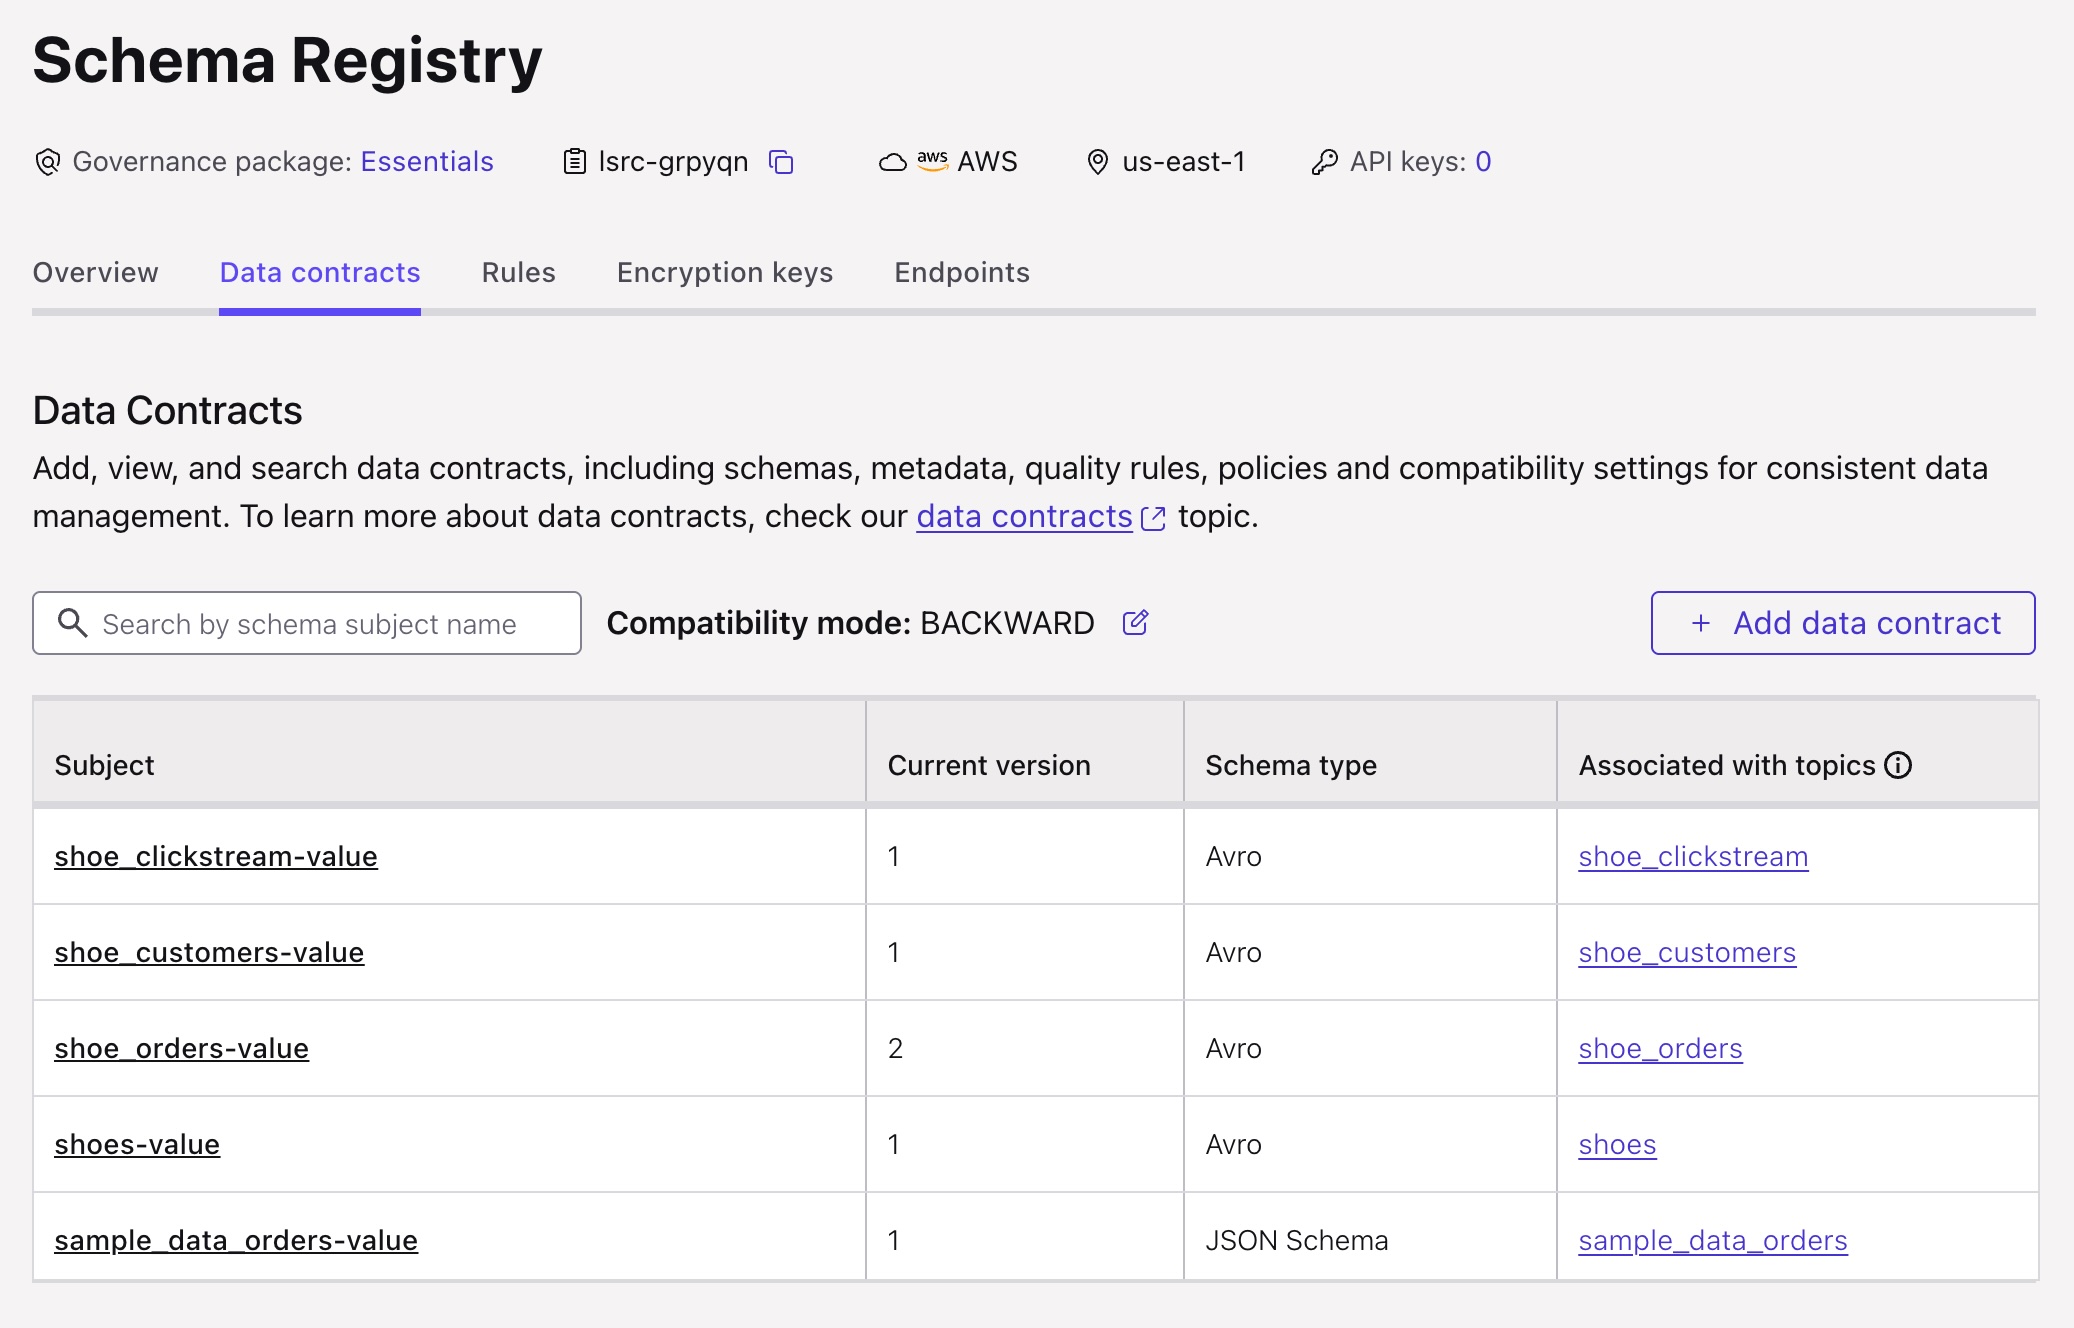 Schema Registry
Governance package: Essentials lsrc-grpyqn aws AWS us-east-1 API keys: 0
Overview Data contracts Rules Encryption keys Endpoints
Data Contracts
Add, view, and search data contracts, including schemas, metadata, quality rules, policies and compatibility settings for consistent data
management. To learn more about data contracts, check our data contracts topic.
Search by schema subject name Compatibility mode: BACKWARD + Add data contract
Subject Current version Schema type Associated with topics
shoe_clickstream-value 1 Avro shoe_clickstream
shoe_customers-value 1 Avro shoe_customers
shoe_orders-value 2 Avro shoe_orders
shoes-value 1 Avro shoes
sample_data_orders-value 1 JSON Schema sample_data_orders